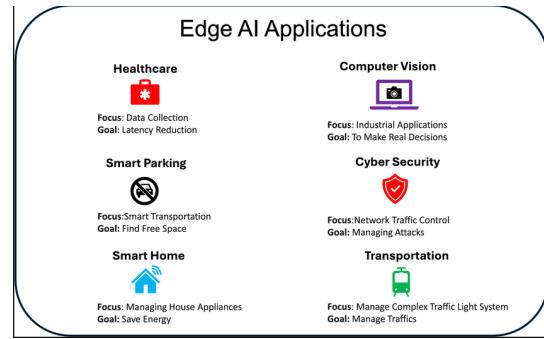 Edge AI Applications
Healthcare
Focus: Data Collection
Goal: Latency Reduction
Computer Vision
Focus: Industrial Applications
Goal: To Make Real Decisions
Smart Parking
Focus:Smart Transportation
Goal: Find Free Space
Cyber Security
Focus:Network Traffic Control
Goal: Managing Attacks
Smart Home
Focus: Managing House Appliances
Goal: Save Energy
Transportation
Focus: Manage Complex Traffic Light System
Goal: Manage Traffics